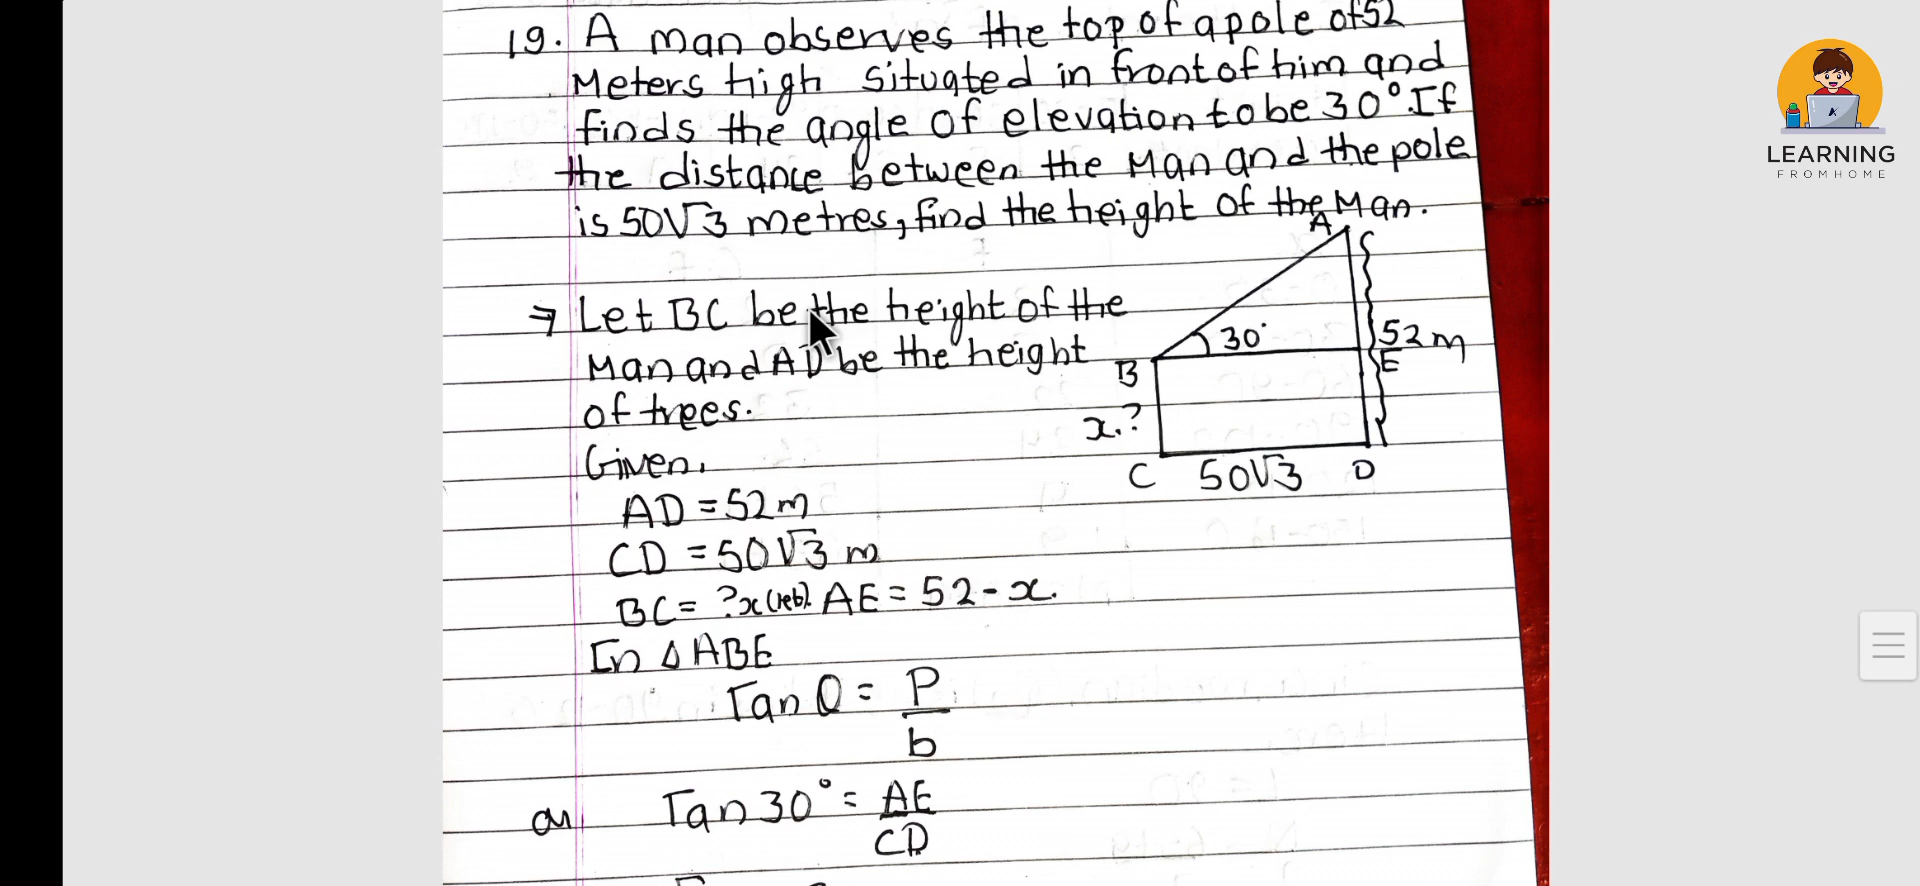 19. A man observes the top of a pole of 52
Meters high situated in front of him and
finds the angle of elevation to be 30°. If
the distance between the Man and the pole
is 50√3 metres, find the height of the Man.
A
⇒ Let BC be the height of the
Man and AD be the height
of trees.
30°
52m
B
E
x.?
C 50√3 D
Given,
AD = 52m
CD = 50√3 m
BC = ?x(let). AE = 52-x.
In Δ ABE
Tan θ = P
b
or Tan 30° = AE
CD
LEARNING
FROMHOME